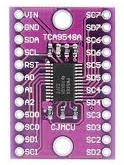 VIN
GND
SDA
SCL
RST
A0
A1
A2
SD0
SC0
SD1
SC1
TCA9548A
CJMCU
SC7
SD7
SC6
SD6
SC5
SD5
SC4
SD4
SC3
SD3
SC2
SD2